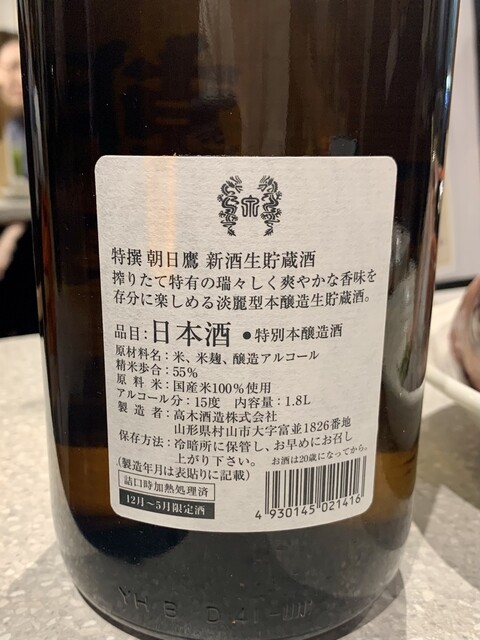 特撰 朝日鷹 新酒生貯蔵酒
搾りたて特有の瑞々しく爽やかな香味を
存分に楽しめる淡麗型本醸造生貯蔵酒。
品目:日本酒 ●特別本醸造酒
原材料名:米、米麹、醸造アルコール
精米歩合:55%
原料米:国産米100%使用
アルコール分:15度 内容量:1.8L
製造者:高木酒造株式会社
山形県村山市大字富並1826番地
保存方法:冷暗所に保管し、お早めにお召し
上がり下さい。 お酒は20歳になってから。
(製造年月は表貼りに記載)
詰口時加熱処理済
12月~5月限定酒
4 930145 021416